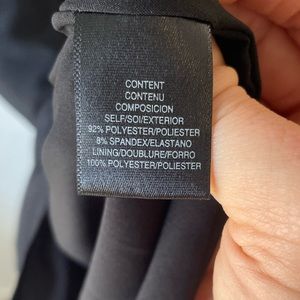 CONTENT
CONTENU
COMPOSICION
SELF/SOI/EXTERIOR
92% POLYESTER/POLIESTER
8% SPANDEX/ELASTANO
LINING/DOUBLURE/FORRO
100% POLYESTER/POLIESTER